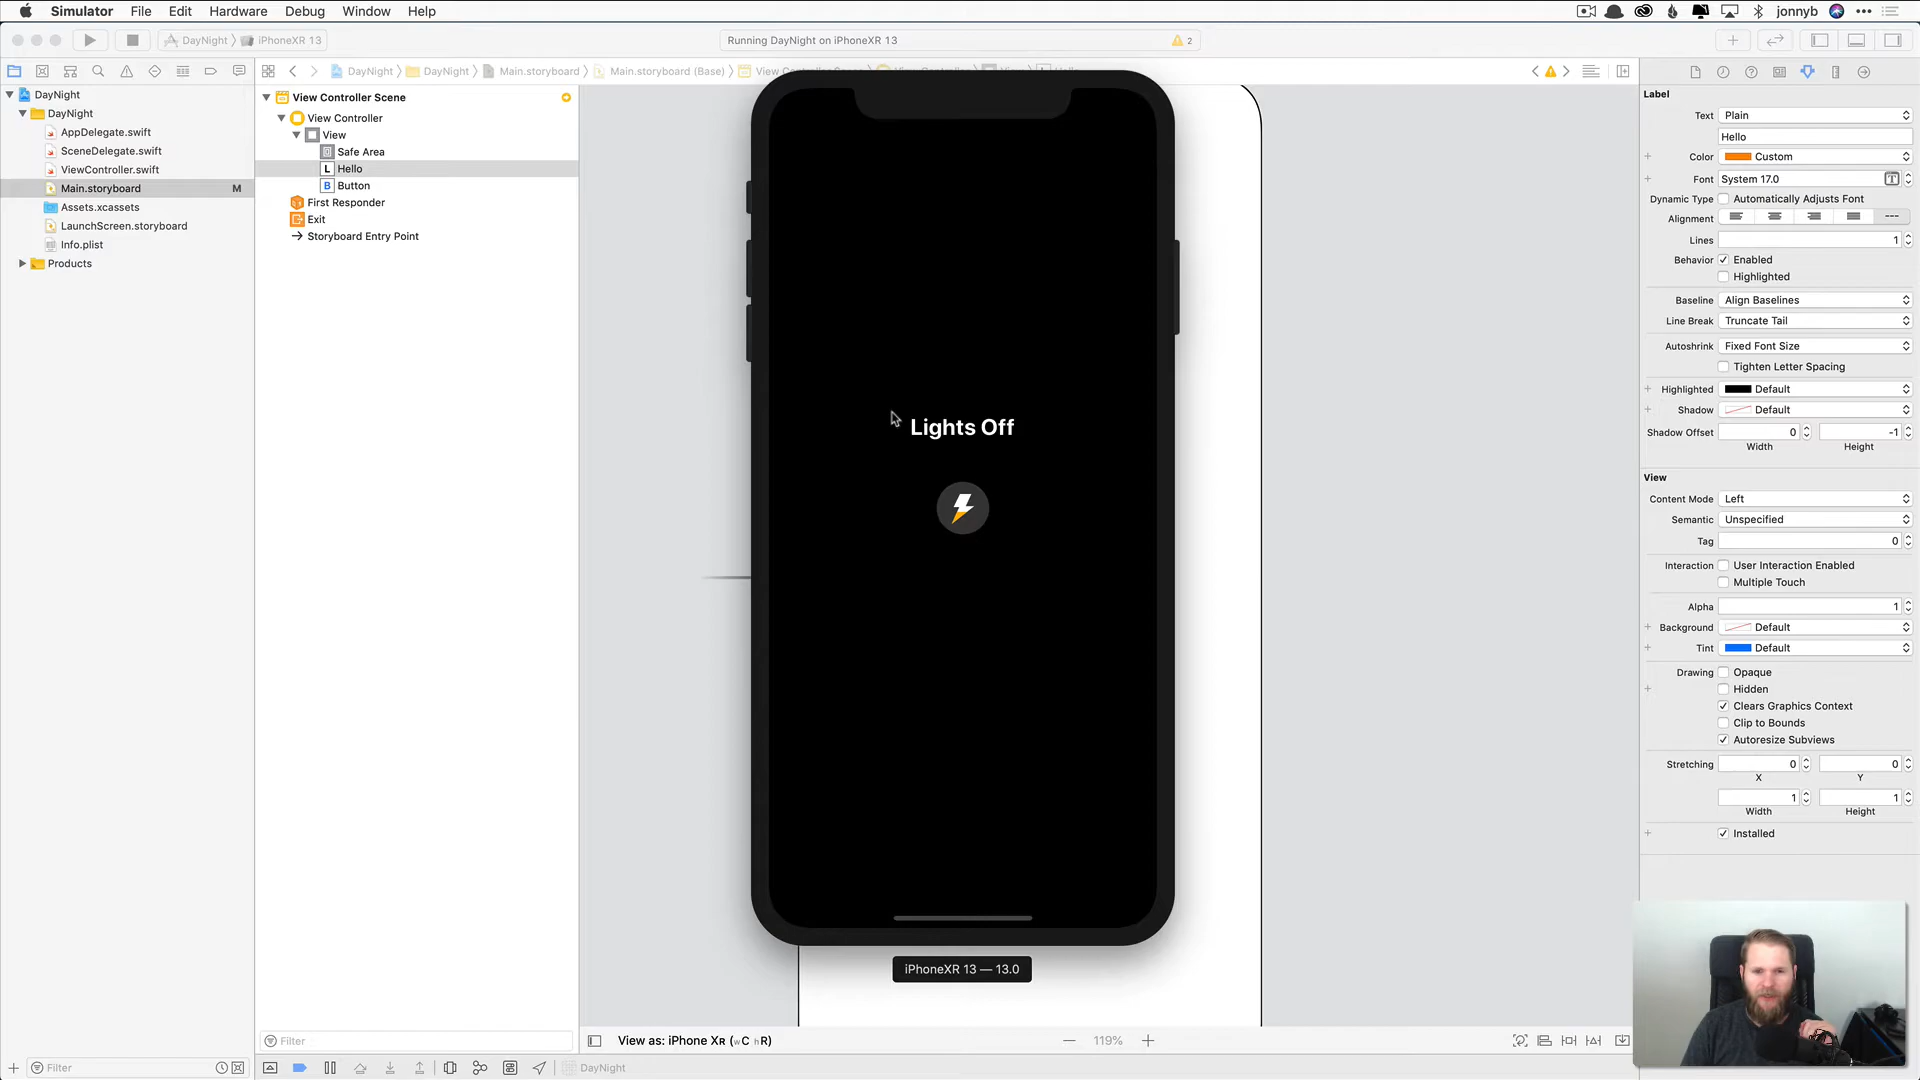 Simulator File Edit Hardware Debug Window Help jonnyb
DayNight iPhoneXR 13 Running DayNight on iPhoneXR 13 2
DayNight DayNight Main.storyboard Main.storyboard (Base)
DayNight
DayNight
AppDelegate.swift
SceneDelegate.swift
ViewController.swift
Main.storyboard M
Assets.xcassets
LaunchScreen.storyboard
Info.plist
Products
View Controller Scene
View Controller
View
Safe Area
L Hello
B Button
First Responder
Exit
Storyboard Entry Point
Lights Off
iPhoneXR 13 — 13.0
Label
Text Plain
Hello
Color Custom
Font System 17.0 T
Dynamic Type Automatically Adjusts Font
Alignment
Lines 1
Behavior Enabled
Highlighted
Baseline Align Baselines
Line Break Truncate Tail
Autoshrink Fixed Font Size
Tighten Letter Spacing
Highlighted Default
Shadow Default
Shadow Offset 0 -1
Width Height
View
Content Mode Left
Semantic Unspecified
Tag 0
Interaction User Interaction Enabled
Multiple Touch
Alpha 1
Background Default
Tint Default
Drawing Opaque
Hidden
Clears Graphics Context
Clip to Bounds
Autoresize Subviews
Stretching 0 0
X Y
1 1
Width Height
Installed
Filter View as: iPhone XR (wC hR) 119%
Filter DayNight